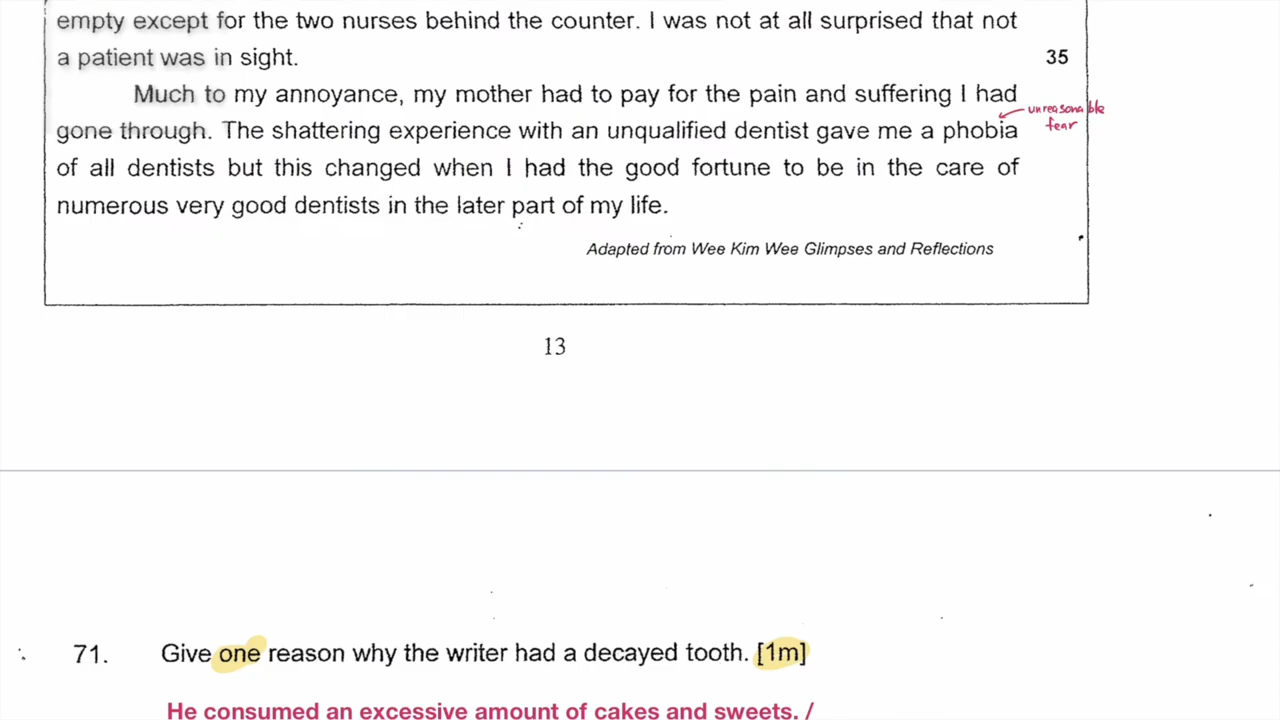 empty except for the two nurses behind the counter. I was not at all surprised that not
a patient was in sight.
35
Much to my annoyance, my mother had to pay for the pain and suffering I had
unreasonable
fear
gone through. The shattering experience with an unqualified dentist gave me a phobia
of all dentists but this changed when I had the good fortune to be in the care of
numerous very good dentists in the later part of my life.
Adapted from Wee Kim Wee Glimpses and Reflections
13
71. Give one reason why the writer had a decayed tooth. [1m]
He consumed an excessive amount of cakes and sweets. /